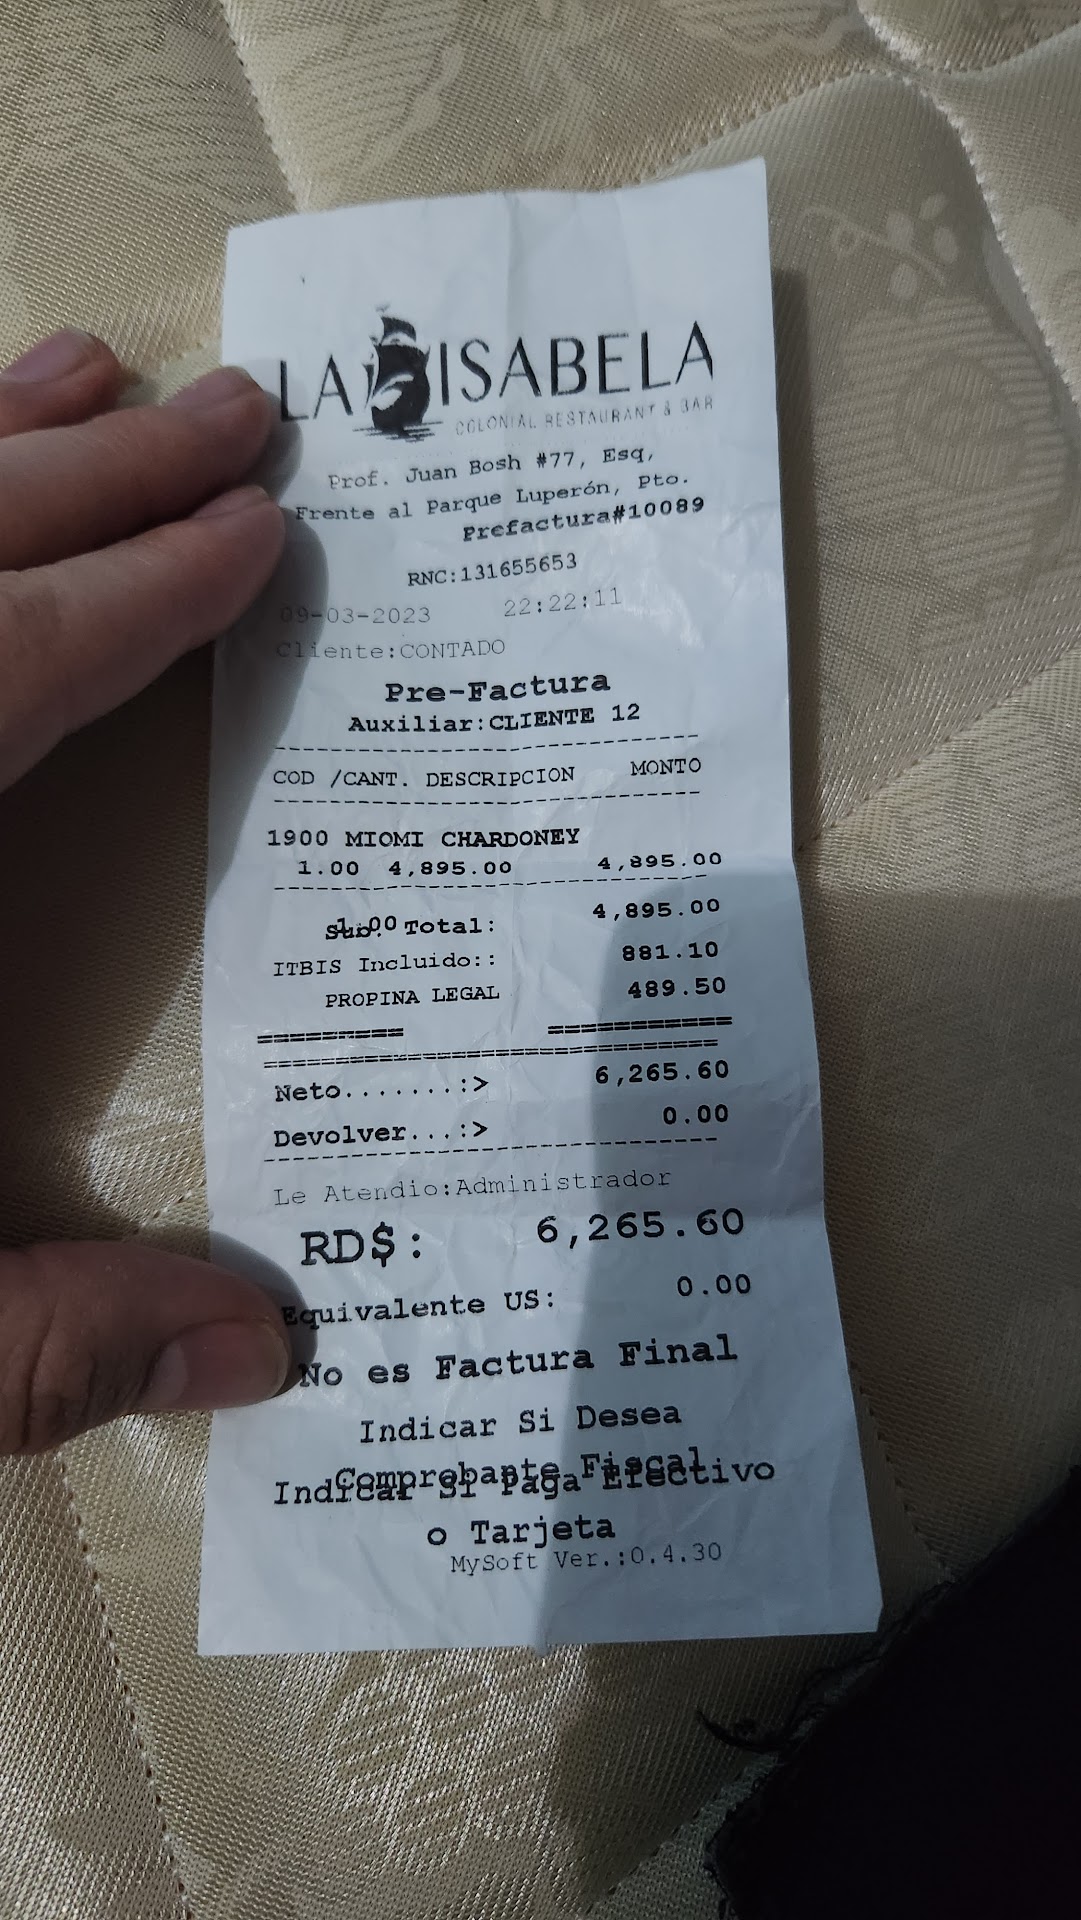 LA ISABELA
COLONIAL RESTAURANT & BAR
Prof. Juan Bosh #77, Esq,
Frente al Parque Luperón, Pto.
Prefactura#10089
RNC:131655653
09-03-2023 22:22:11
Cliente:CONTADO
Pre-Factura
Auxiliar:CLIENTE 12
COD /CANT. DESCRIPCION MONTO
1900 MIOMI CHARDONEY
1.00 4,895.00 4,895.00
1.00
Sub. Total: 4,895.00
ITBIS Incluido:: 881.10
PROPINA LEGAL 489.50
Neto.......:> 6,265.60
Devolver...:> 0.00
Le Atendio:Administrador
RD$: 6,265.60
Equivalente US: 0.00
No es Factura Final
Indicar Si Desea
Comprobante Fiscal
Indicar Si Paga Efectivo
o Tarjeta
MySoft Ver.:0.4.30